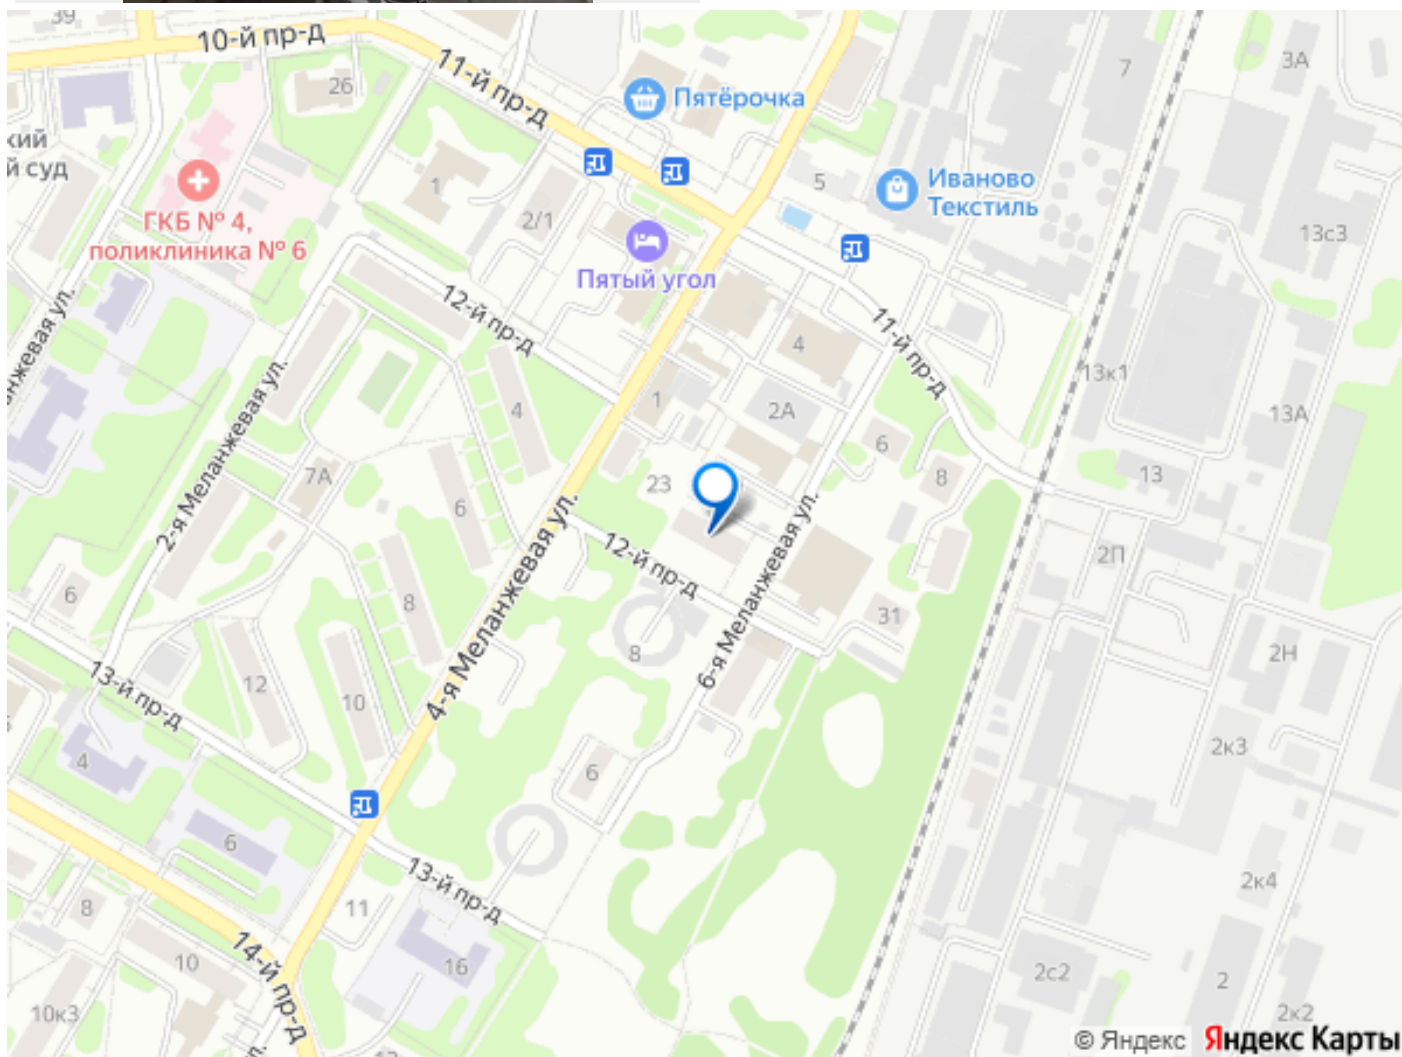 39
10-й пр-д
26
11-й пр-д
Пятёрочка
7
3А
кий
й суд
ГКБ № 4,
поликлиника № 6
1
2/1
5
Иваново
Текстиль
13с3
Пятый угол
12-й пр-д
11-й пр-д
4
13к1
2-я Меланжевая ул.
нжевая ул.
4
1
2А
13А
6
7А
6
23
8
13
4-я Меланжевая ул.
12-й пр-д
6-я Меланжевая ул.
2П
6
8
31
8
2Н
13-й пр-д
12
10
2к3
4
6
6
13-й пр-д
2к4
8
11
14-й пр-д
10
16
2с2
2
10к3
2к2
© Яндекс
Яндекс Карты